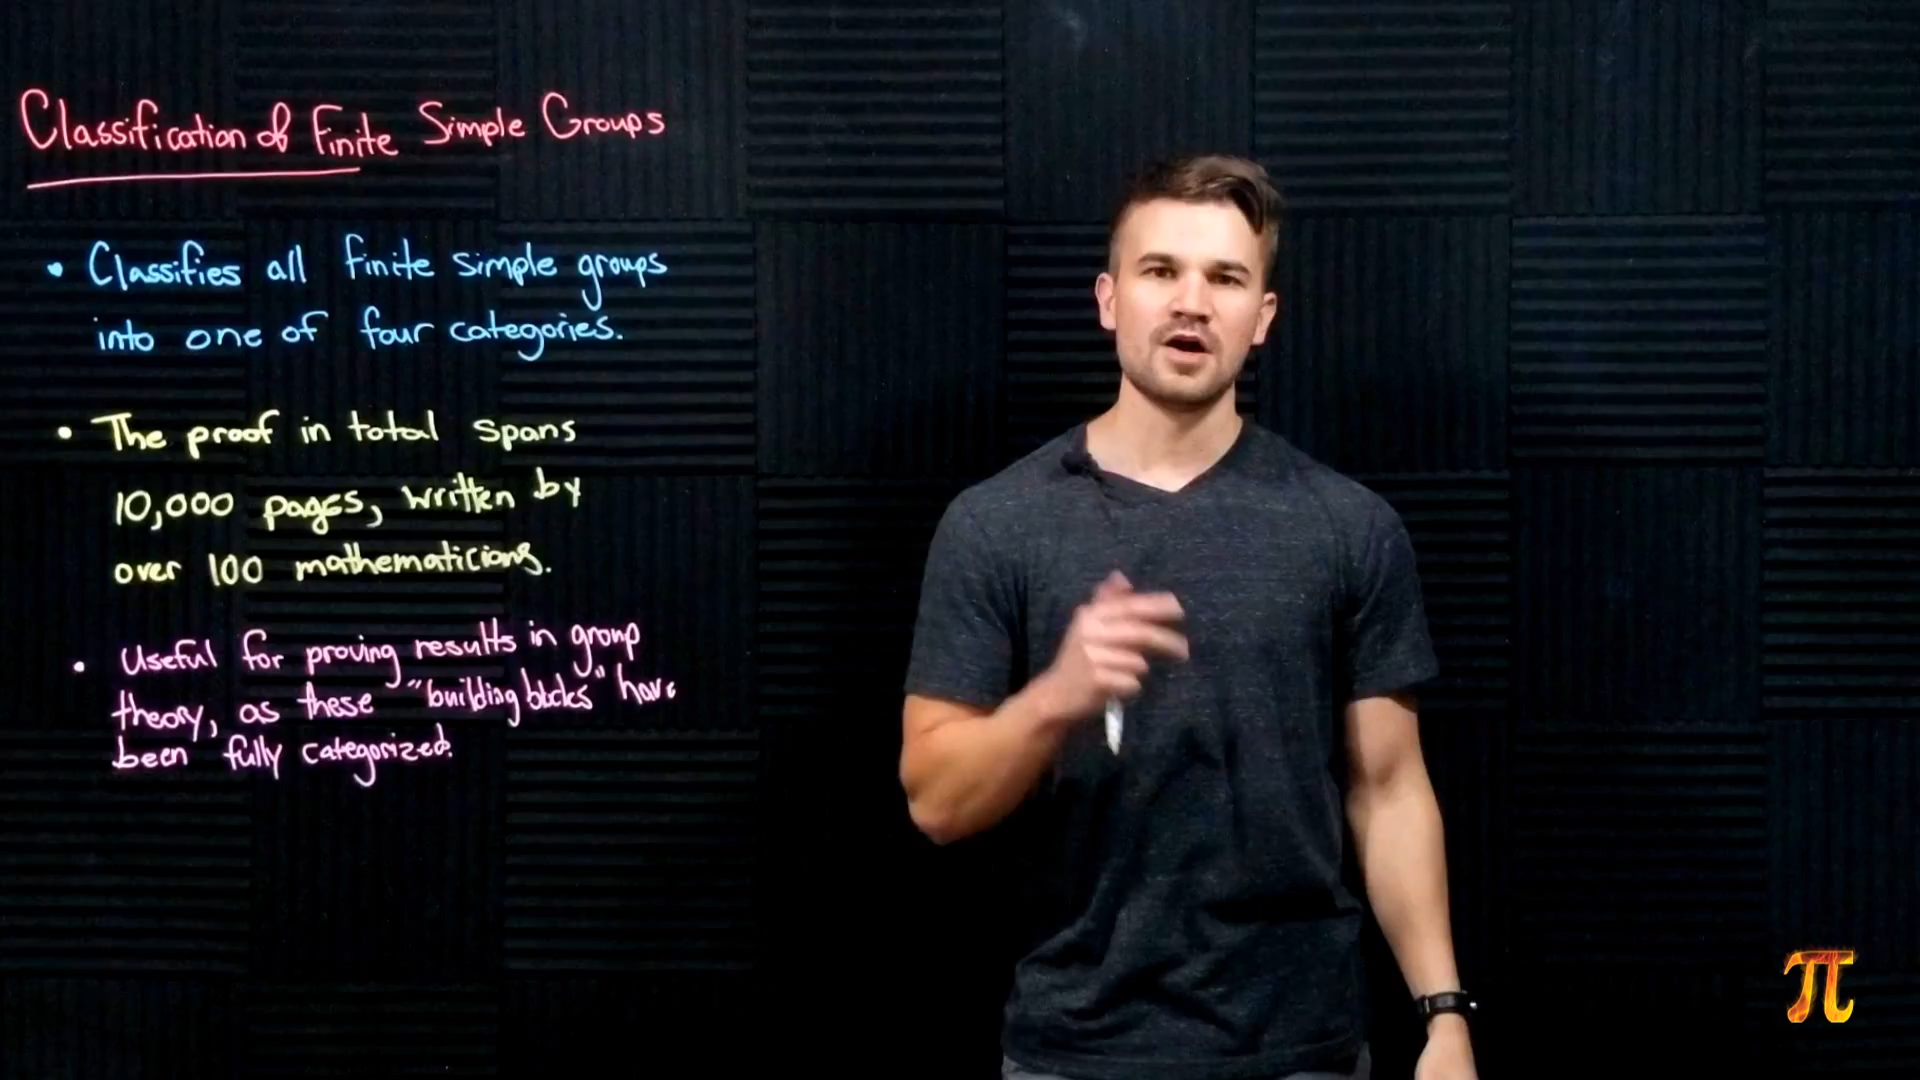 Classification of Finite Simple Groups
• Classifies all finite simple groups
into one of four categories.
• The proof in total spans
10,000 pages, written by
over 100 mathematicians.
• Useful for proving results in group
theory, as these "building blocks" have
been fully categorized.
π